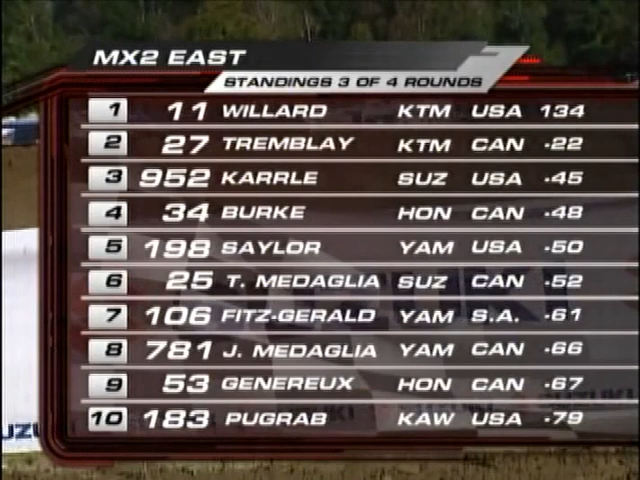 MX2 EAST
STANDINGS 3 OF 4 ROUNDS
1 11 WILLARD KTM USA 134
2 27 TREMBLAY KTM CAN -22
3 952 KARRLE SUZ USA -45
4 34 BURKE HON CAN -48
5 198 SAYLOR YAM USA -50
6 25 T. MEDAGLIA SUZ CAN -52
7 106 FITZ-GERALD YAM S.A. -61
8 781 J. MEDAGLIA YAM CAN -66
9 53 GENEREUX HON CAN -67
10 183 PUGRAB KAW USA -79